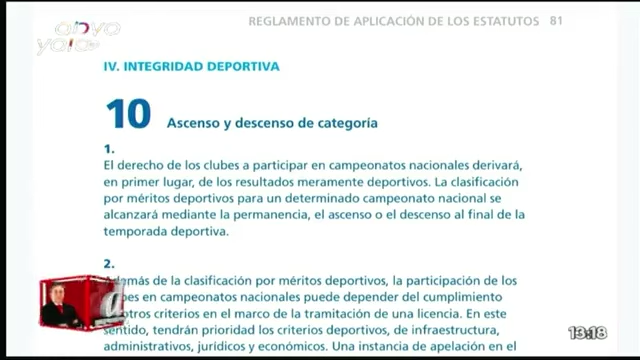 REGLAMENTO DE APLICACIÓN DE LOS ESTATUTOS 81
IV. INTEGRIDAD DEPORTIVA
10 Ascenso y descenso de categoría
1.
El derecho de los clubes a participar en campeonatos nacionales derivará,
en primer lugar, de los resultados meramente deportivos. La clasificación
por méritos deportivos para un determinado campeonato nacional se
alcanzará mediante la permanencia, el ascenso o el descenso al final de la
temporada deportiva.
2.
Además de la clasificación por méritos deportivos, la participación de los
bes en campeonatos nacionales puede depender del cumplimiento
otros criterios en el marco de la tramitación de una licencia. En este
sentido, tendrán prioridad los criterios deportivos, de infraestructura,
administrativos, jurídicos y económicos. Una instancia de apelación en el
13:18